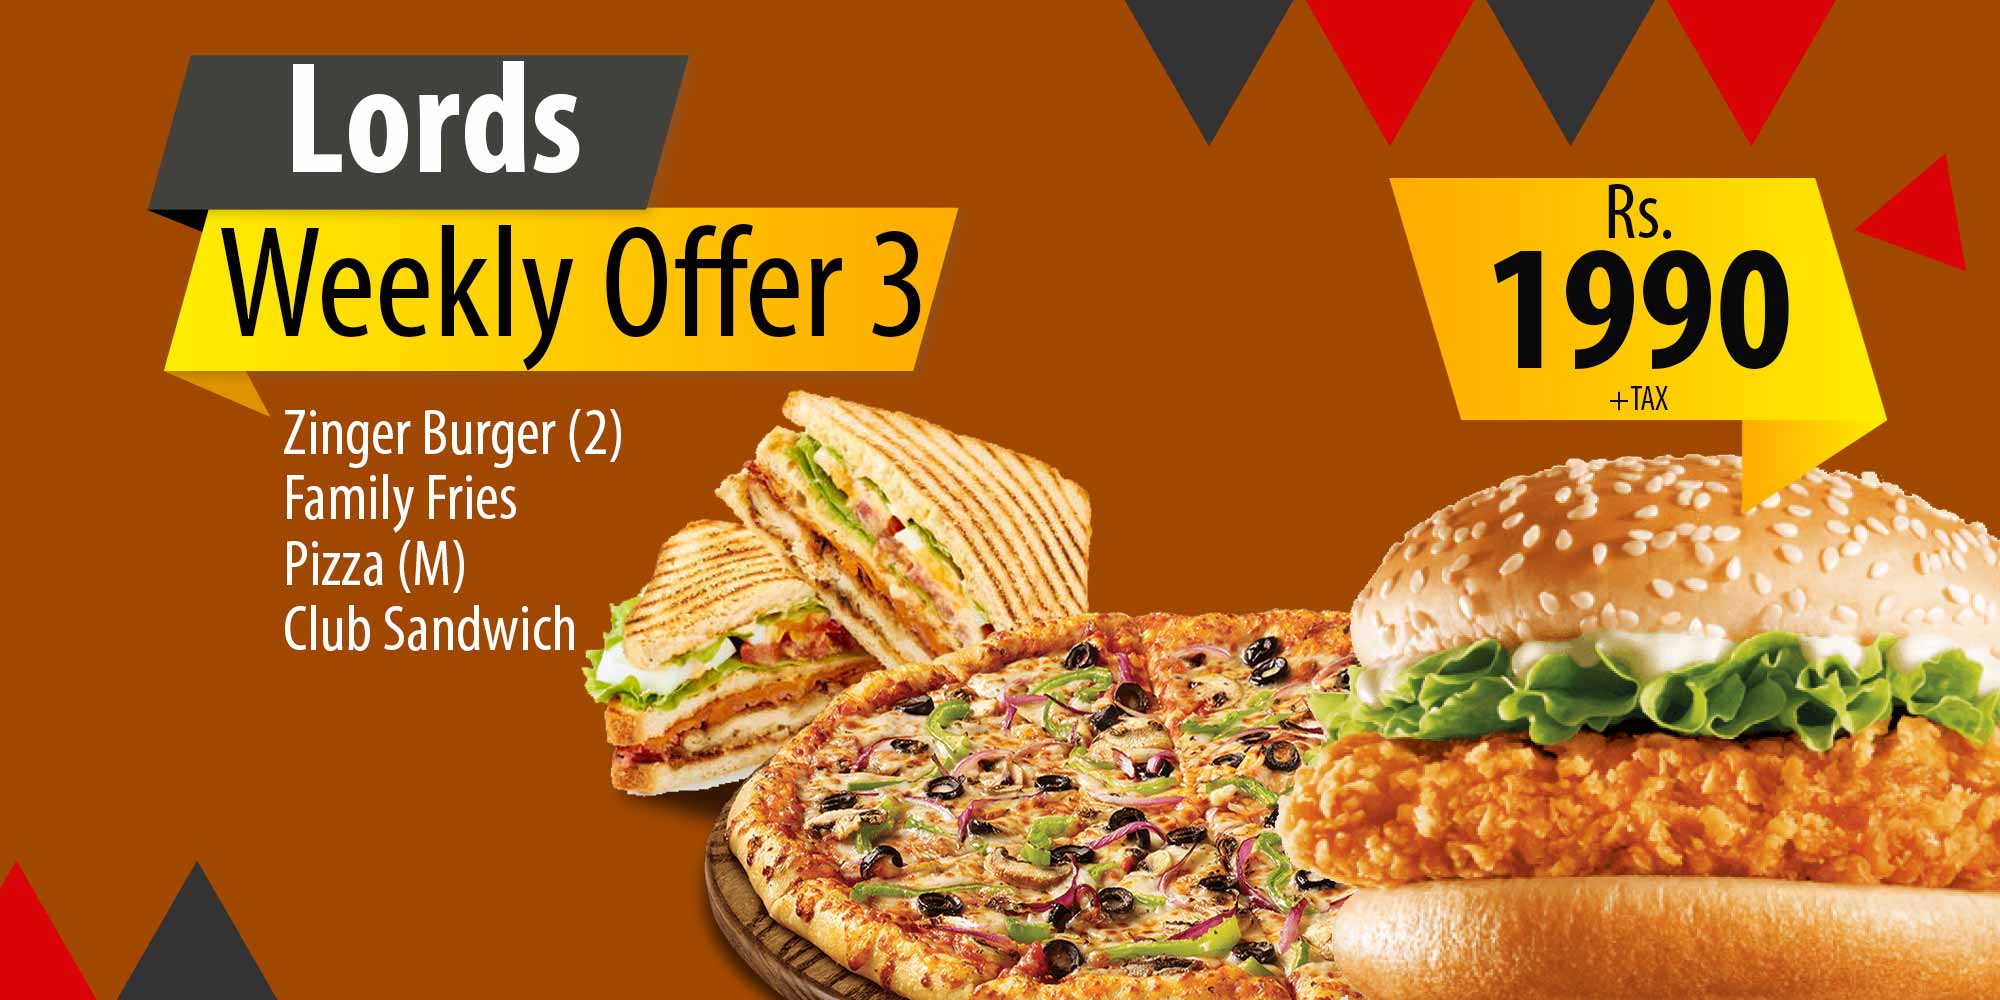 Lords
Weekly Offer 3
Zinger Burger (2)
Family Fries
Pizza (M)
Club Sandwich
Rs.
1990
+TAX